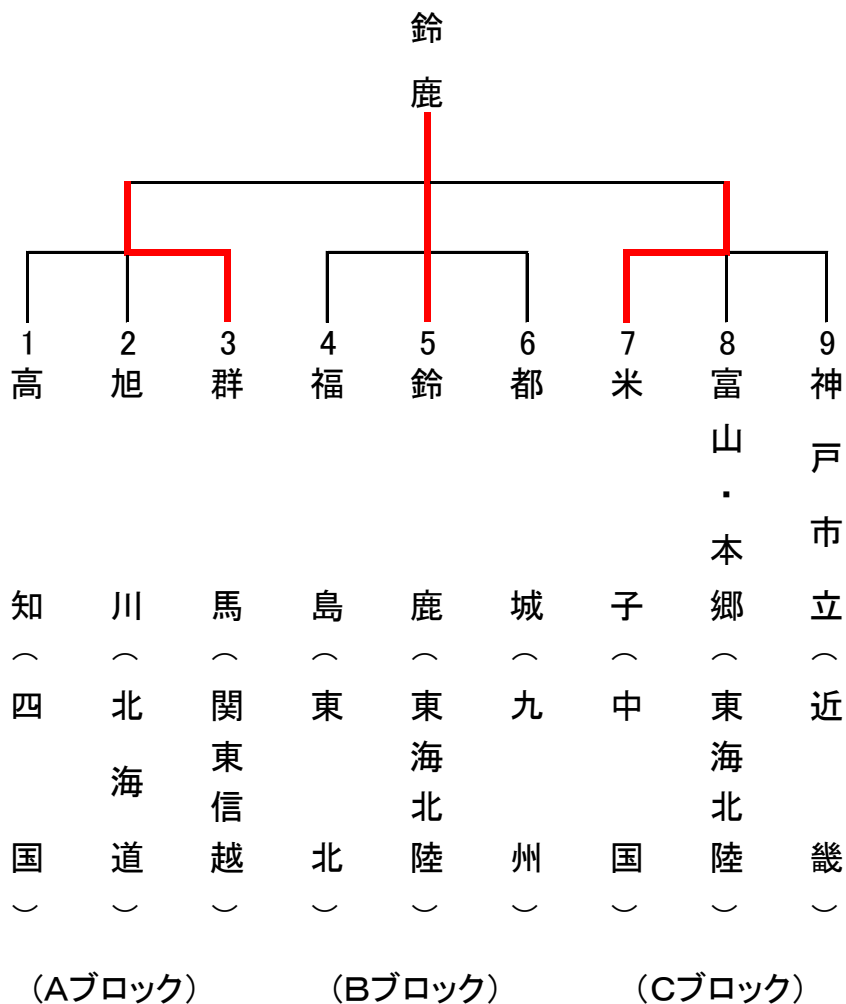 鈴鹿
1
2
3
4
5
6
7
8
9
高知(四国)
旭川(北海道)
群馬(関東信越)
福島(東北)
鈴鹿(東海北陸)
都城(九州)
米子(中国)
富山・本郷(東海北陸)
神戸市立(近畿)
(Aブロック)
(Bブロック)
(Cブロック)